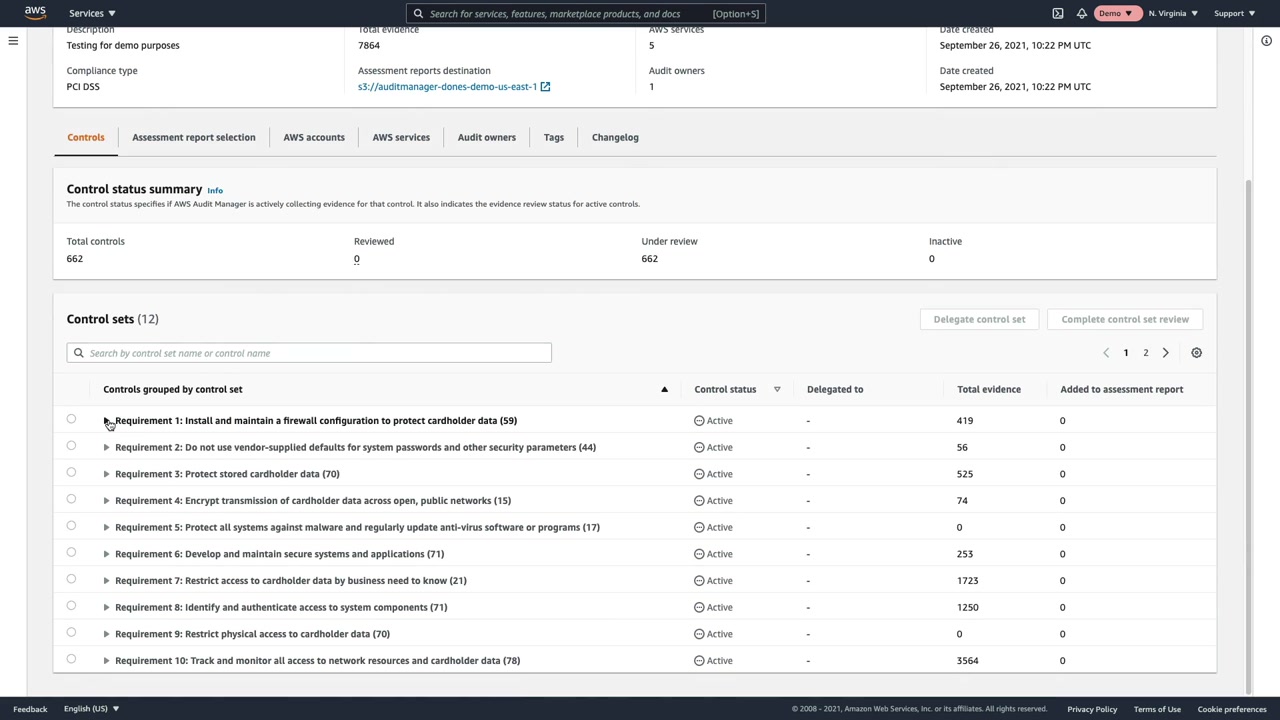 aws Services Search for services, features, marketplace products, and docs [Option+S] Demo N. Virginia Support
Description Total evidence AWS services Date created
Testing for demo purposes 7864 5 September 26, 2021, 10:22 PM UTC
Compliance type Assessment reports destination Audit owners Date created
PCI DSS s3://auditmanager-dones-demo-us-east-1 1 September 26, 2021, 10:22 PM UTC
Controls Assessment report selection AWS accounts AWS services Audit owners Tags Changelog
Control status summary Info
The control status specifies if AWS Audit Manager is actively collecting evidence for that control. It also indicates the evidence review status for active controls.
Total controls Reviewed Under review Inactive
662 0 662 0
Control sets (12) Delegate control set Complete control set review
Search by control set name or control name 1 2
Controls grouped by control set Control status Delegated to Total evidence Added to assessment report
Requirement 1: Install and maintain a firewall configuration to protect cardholder data (59) Active - 419 0
Requirement 2: Do not use vendor-supplied defaults for system passwords and other security parameters (44) Active - 56 0
Requirement 3: Protect stored cardholder data (70) Active - 525 0
Requirement 4: Encrypt transmission of cardholder data across open, public networks (15) Active - 74 0
Requirement 5: Protect all systems against malware and regularly update anti-virus software or programs (17) Active - 0 0
Requirement 6: Develop and maintain secure systems and applications (71) Active - 253 0
Requirement 7: Restrict access to cardholder data by business need to know (21) Active - 1723 0
Requirement 8: Identify and authenticate access to system components (71) Active - 1250 0
Requirement 9: Restrict physical access to cardholder data (70) Active - 0 0
Requirement 10: Track and monitor all access to network resources and cardholder data (78) Active - 3564 0
Feedback English (US) © 2008 - 2021, Amazon Web Services, Inc. or its affiliates. All rights reserved. Privacy Policy Terms of Use Cookie preferences